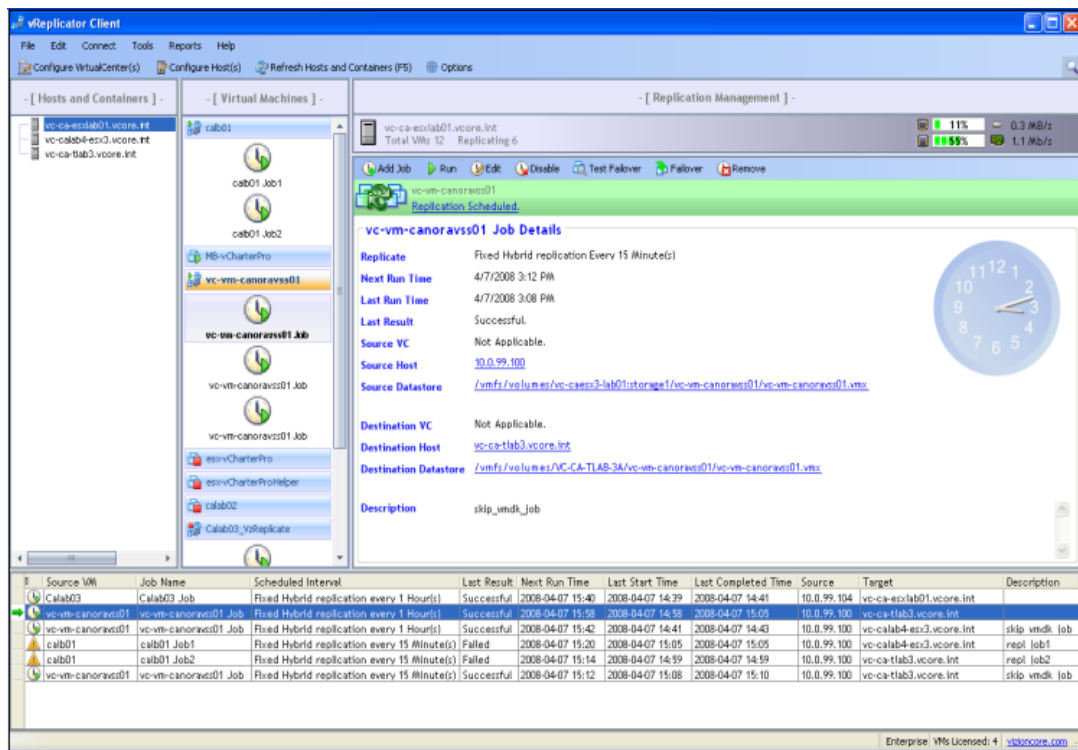 vReplicator Client
File Edit Connect Tools Reports Help
Configure VirtualCenter(s) Configure Host(s) Refresh Hosts and Containers (F5) Options
- [ Hosts and Containers ] -
vc-ca-esxlab01.vcore.int
vc-calab4-esx3.vcore.int
vc-ca-tlab3.vcore.int
- [ Virtual Machines ] -
calb01
calb01 Job1
calb01 Job2
MB-vCharterPro
vc-vm-canoravss01
vc-vm-canoravss01 Job
vc-vm-canoravss01 Job
vc-vm-canoravss01 Job
esx-vCharterPro
esx-vCharterProHelper
calab02
Calab03_VzReplicate
- [ Replication Management ] -
vc-ca-esxlab01.vcore.int
Total VMs 12 Replicating 6
11% 0.3 MB/s
55% 1.1 Mb/s
Add Job Run Edit Disable Test Failover Failover Remove
vc-vm-canoravss01
Replication Scheduled.
vc-vm-canoravss01 Job Details
Replicate Fixed Hybrid replication Every 15 Minute(s)
Next Run Time 4/7/2008 3:12 PM
Last Run Time 4/7/2008 3:08 PM
Last Result Successful.
Source VC Not Applicable.
Source Host 10.0.99.100
Source Datastore /vmfs/volumes/vc-caesx3-lab01:storage1/vc-vm-canoravss01/vc-vm-canoravss01.vmx
Destination VC Not Applicable.
Destination Host vc-ca-tlab3.vcore.int
Destination Datastore /vmfs/volumes/VC-CA-TLAB-3A/vc-vm-canoravss01/vc-vm-canoravss01.vmx
Description skip_vmdk_job
12 1 2 3 4 5 6 7 8 9 10 11
Source VM Job Name Scheduled Interval Last Result Next Run Time Last Start Time Last Completed Time Source Target Description
Calab03 Calab03 Job Fixed Hybrid replication every 1 Hour(s) Successful 2008-04-07 15:40 2008-04-07 14:39 2008-04-07 14:41 10.0.99.104 vc-ca-esxlab01.vcore.int
vc-vm-canoravss01 vc-vm-canoravss01 Job Fixed Hybrid replication every 1 Hour(s) Successful 2008-04-07 15:58 2008-04-07 14:58 2008-04-07 15:05 10.0.99.100 vc-ca-tlab3.vcore.int
vc-vm-canoravss01 vc-vm-canoravss01 Job Fixed Hybrid replication every 1 Hour(s) Successful 2008-04-07 15:42 2008-04-07 14:41 2008-04-07 14:43 10.0.99.100 vc-calab4-esx3.vcore.int skip_vmdk_job
calb01 calb01 Job1 Fixed Hybrid replication every 15 Minute(s) Failed 2008-04-07 15:20 2008-04-07 15:05 2008-04-07 15:05 10.0.99.100 vc-calab4-esx3.vcore.int repl_job1
calb01 calb01 Job2 Fixed Hybrid replication every 15 Minute(s) Failed 2008-04-07 15:14 2008-04-07 14:59 2008-04-07 14:59 10.0.99.100 vc-ca-tlab3.vcore.int repl_job2
vc-vm-canoravss01 vc-vm-canoravss01 Job Fixed Hybrid replication every 15 Minute(s) Successful 2008-04-07 15:12 2008-04-07 15:08 2008-04-07 15:10 10.0.99.100 vc-ca-tlab3.vcore.int skip_vmdk_job
Enterprise VMs Licensed: 4 vizioncore.com